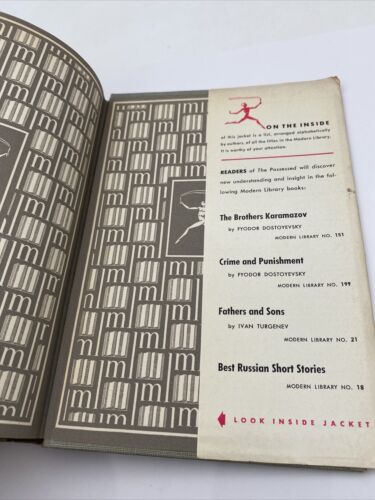 ON THE INSIDE
of this jacket is a list, arranged alphabetically
by authors, of all the titles in the Modern Library.
It is worthy of your attention.
READERS of The Possessed will discover
new understanding and insight in the fol-
lowing Modern Library books:
The Brothers Karamazov
by FYODOR DOSTOYEVSKY
MODERN LIBRARY NO. 151
Crime and Punishment
by FYODOR DOSTOYEVSKY
MODERN LIBRARY NO. 199
Fathers and Sons
by IVAN TURGENEV
MODERN LIBRARY NO. 21
Best Russian Short Stories
MODERN LIBRARY NO. 18
LOOK INSIDE JACKET